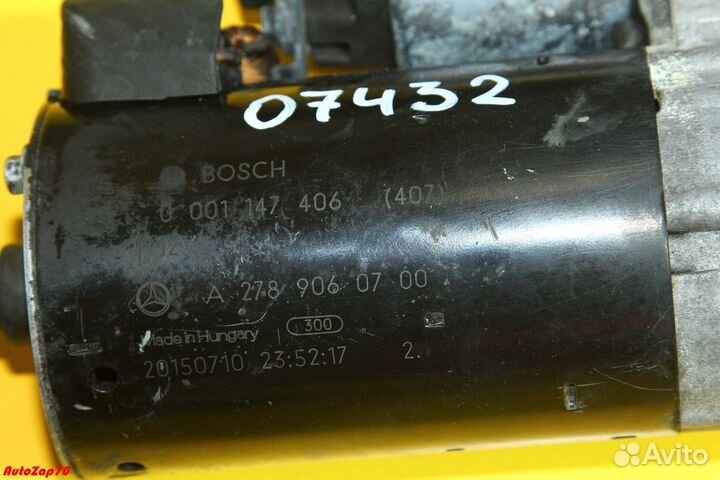 07432
BOSCH
0 001 147 406 (407)
12
A 278 906 07 00
Made in Hungary 300
20150710 23:52:17 2.
AutoZap70
Avito